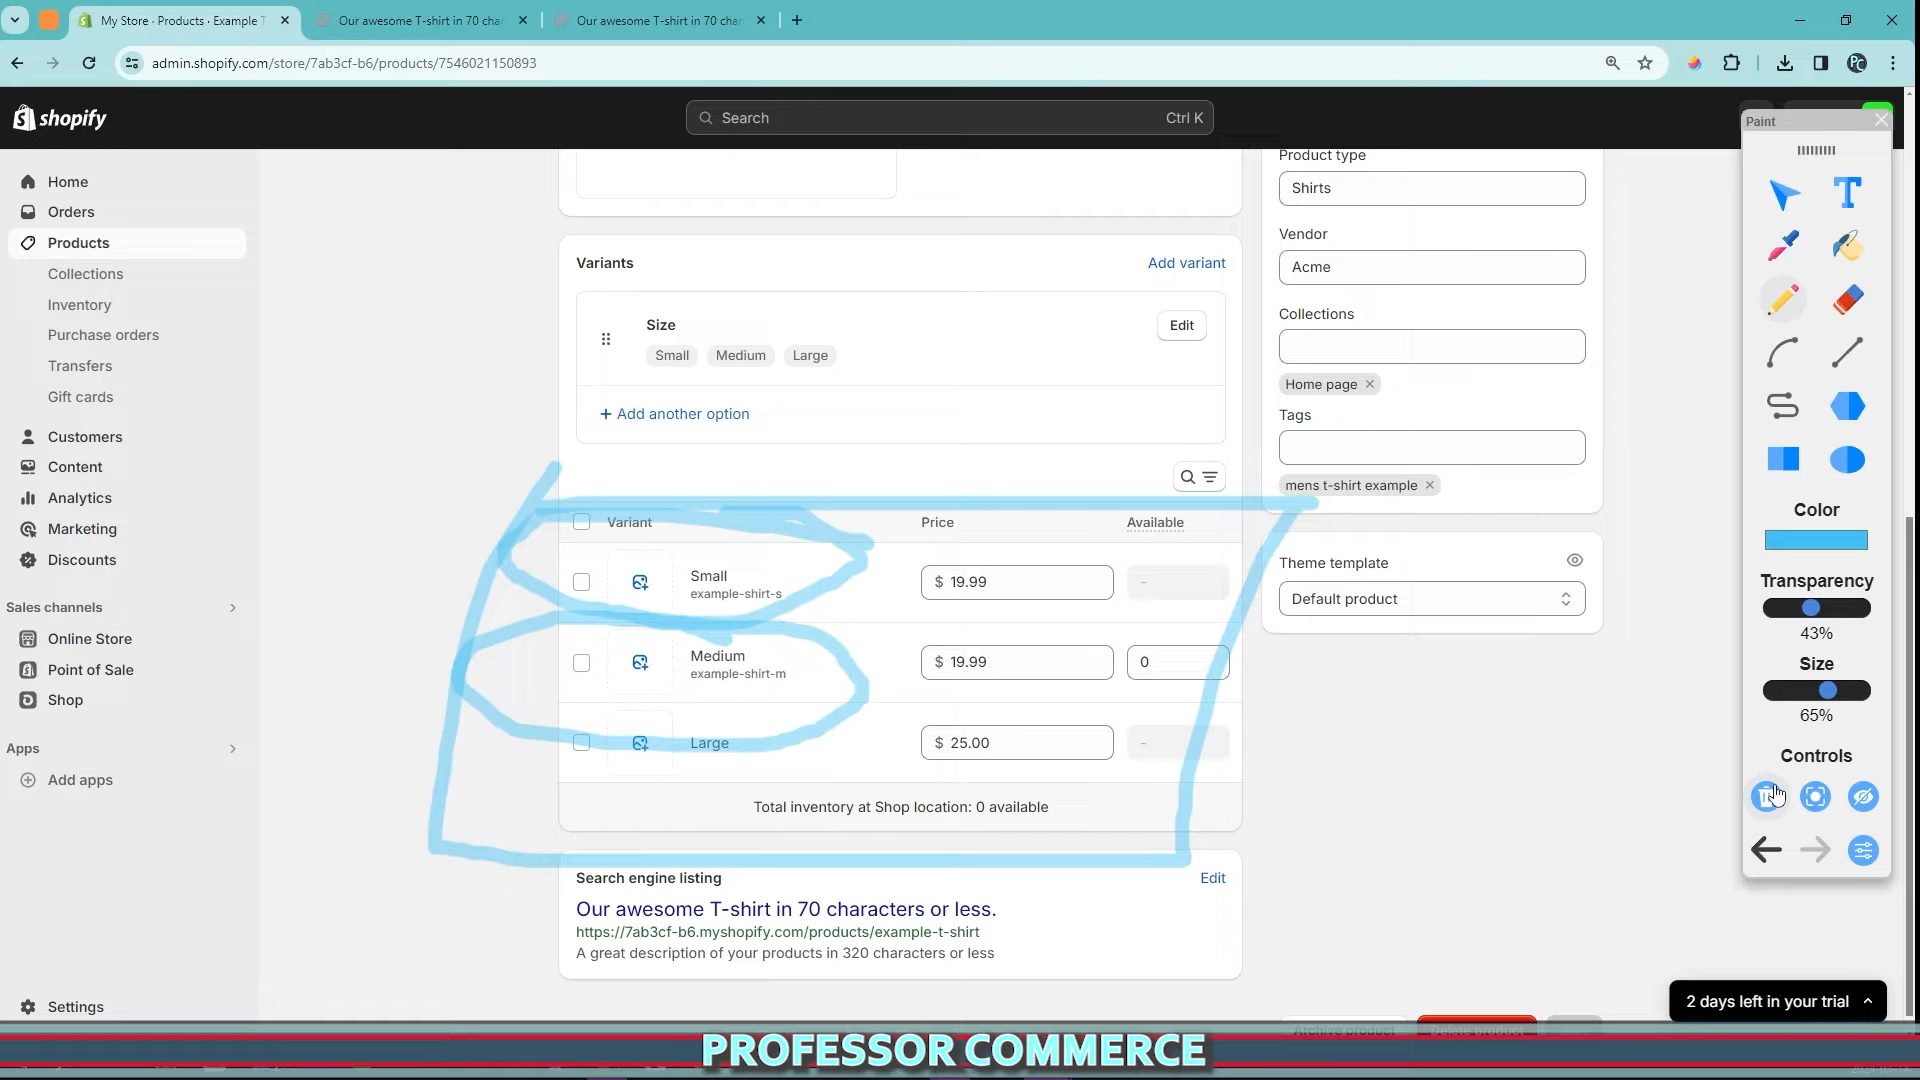 My Store · Products · Example T
Our awesome T-shirt in 70 char
Our awesome T-shirt in 70 char
admin.shopify.com/store/7ab3cf-b6/products/7546021150893
shopify
Search
Ctrl K
Home
Orders
Products
Collections
Inventory
Purchase orders
Transfers
Gift cards
Customers
Content
Analytics
Marketing
Discounts
Sales channels
Online Store
Point of Sale
Shop
Apps
Add apps
Settings
Variants
Add variant
Size
Edit
Small Medium Large
+ Add another option
Variant Price Available
Small
example-shirt-s
$ 19.99
-
Medium
example-shirt-m
$ 19.99
0
Large
$ 25.00
-
Total inventory at Shop location: 0 available
Search engine listing
Edit
Our awesome T-shirt in 70 characters or less.
https://7ab3cf-b6.myshopify.com/products/example-t-shirt
A great description of your products in 320 characters or less
Product type
Shirts
Vendor
Acme
Collections
Home page
Tags
mens t-shirt example
Theme template
Default product
Archive product
Delete product
Paint
T
Color
Transparency
43%
Size
65%
Controls
2 days left in your trial
PROFESSOR COMMERCE